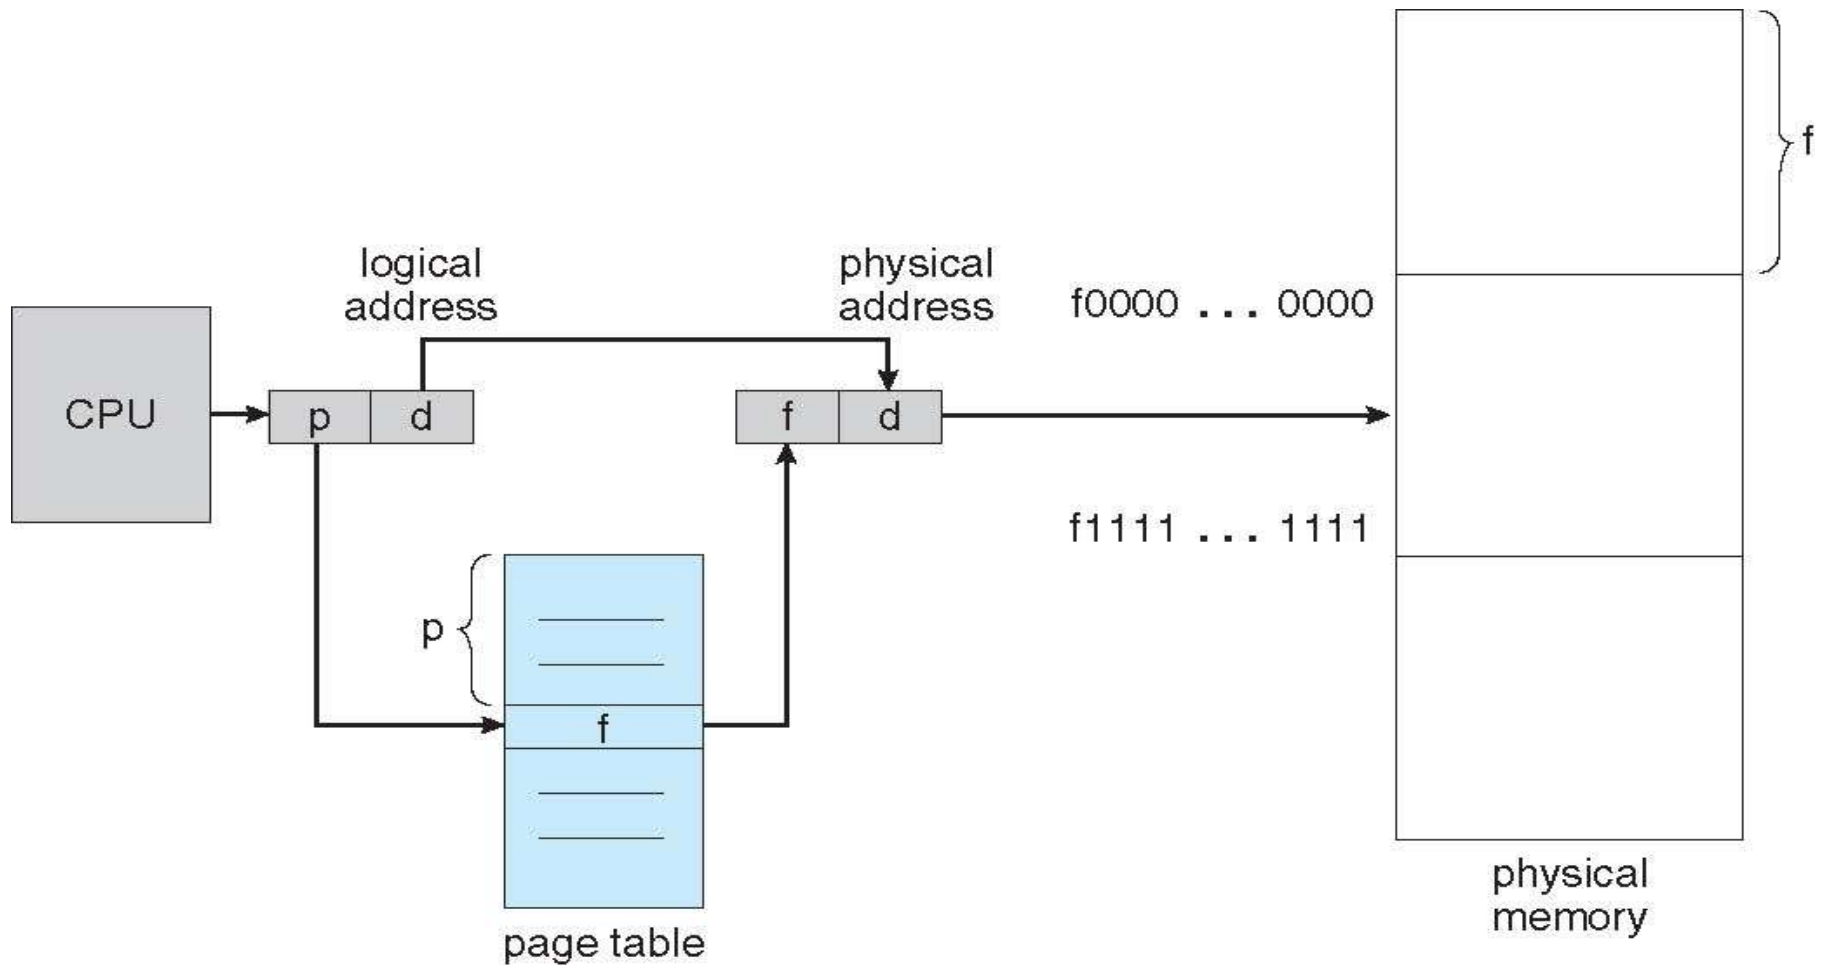 f
logical
address
physical
address
f0000 ... 0000
CPU
p
d
f
d
f1111 ... 1111
p
f
page table
physical
memory